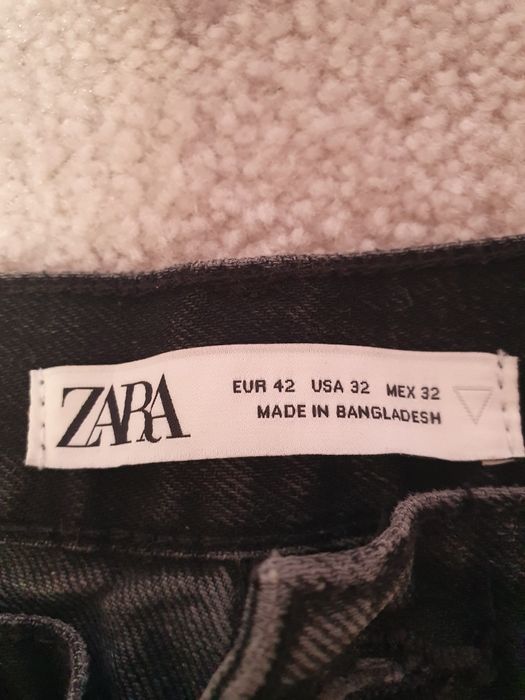 ZARA
EUR 42 USA 32 MEX 32
MADE IN BANGLADESH